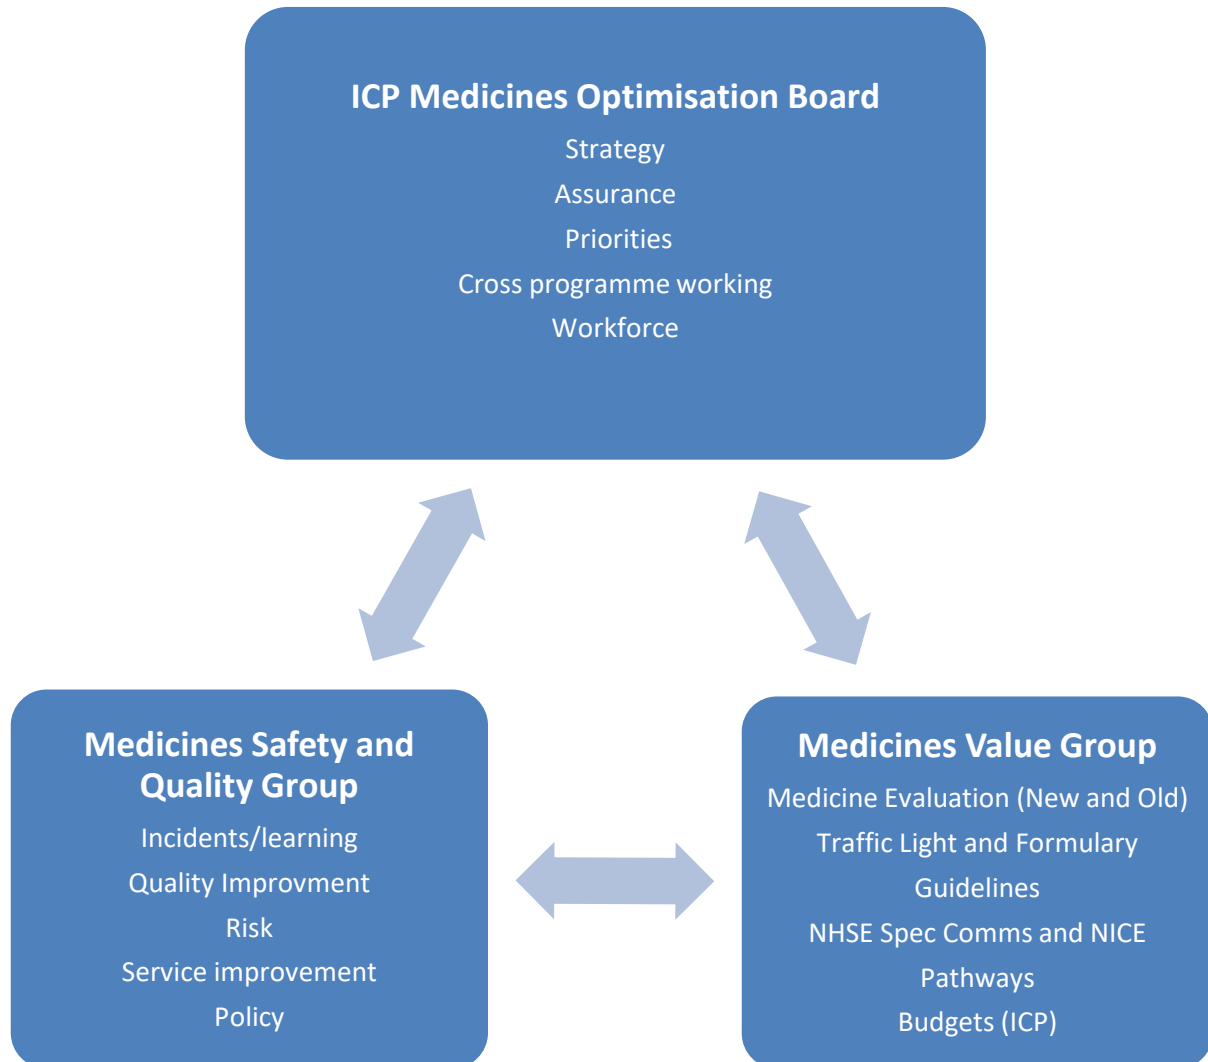 ICP Medicines Optimisation Board
Strategy
Assurance
Priorities
Cross programme working
Workforce
Medicines Safety and
Quality Group
Incidents/learning
Quality Improvment
Risk
Service improvement
Policy
Medicines Value Group
Medicine Evaluation (New and Old)
Traffic Light and Formulary
Guidelines
NHSE Spec Comms and NICE
Pathways
Budgets (ICP)